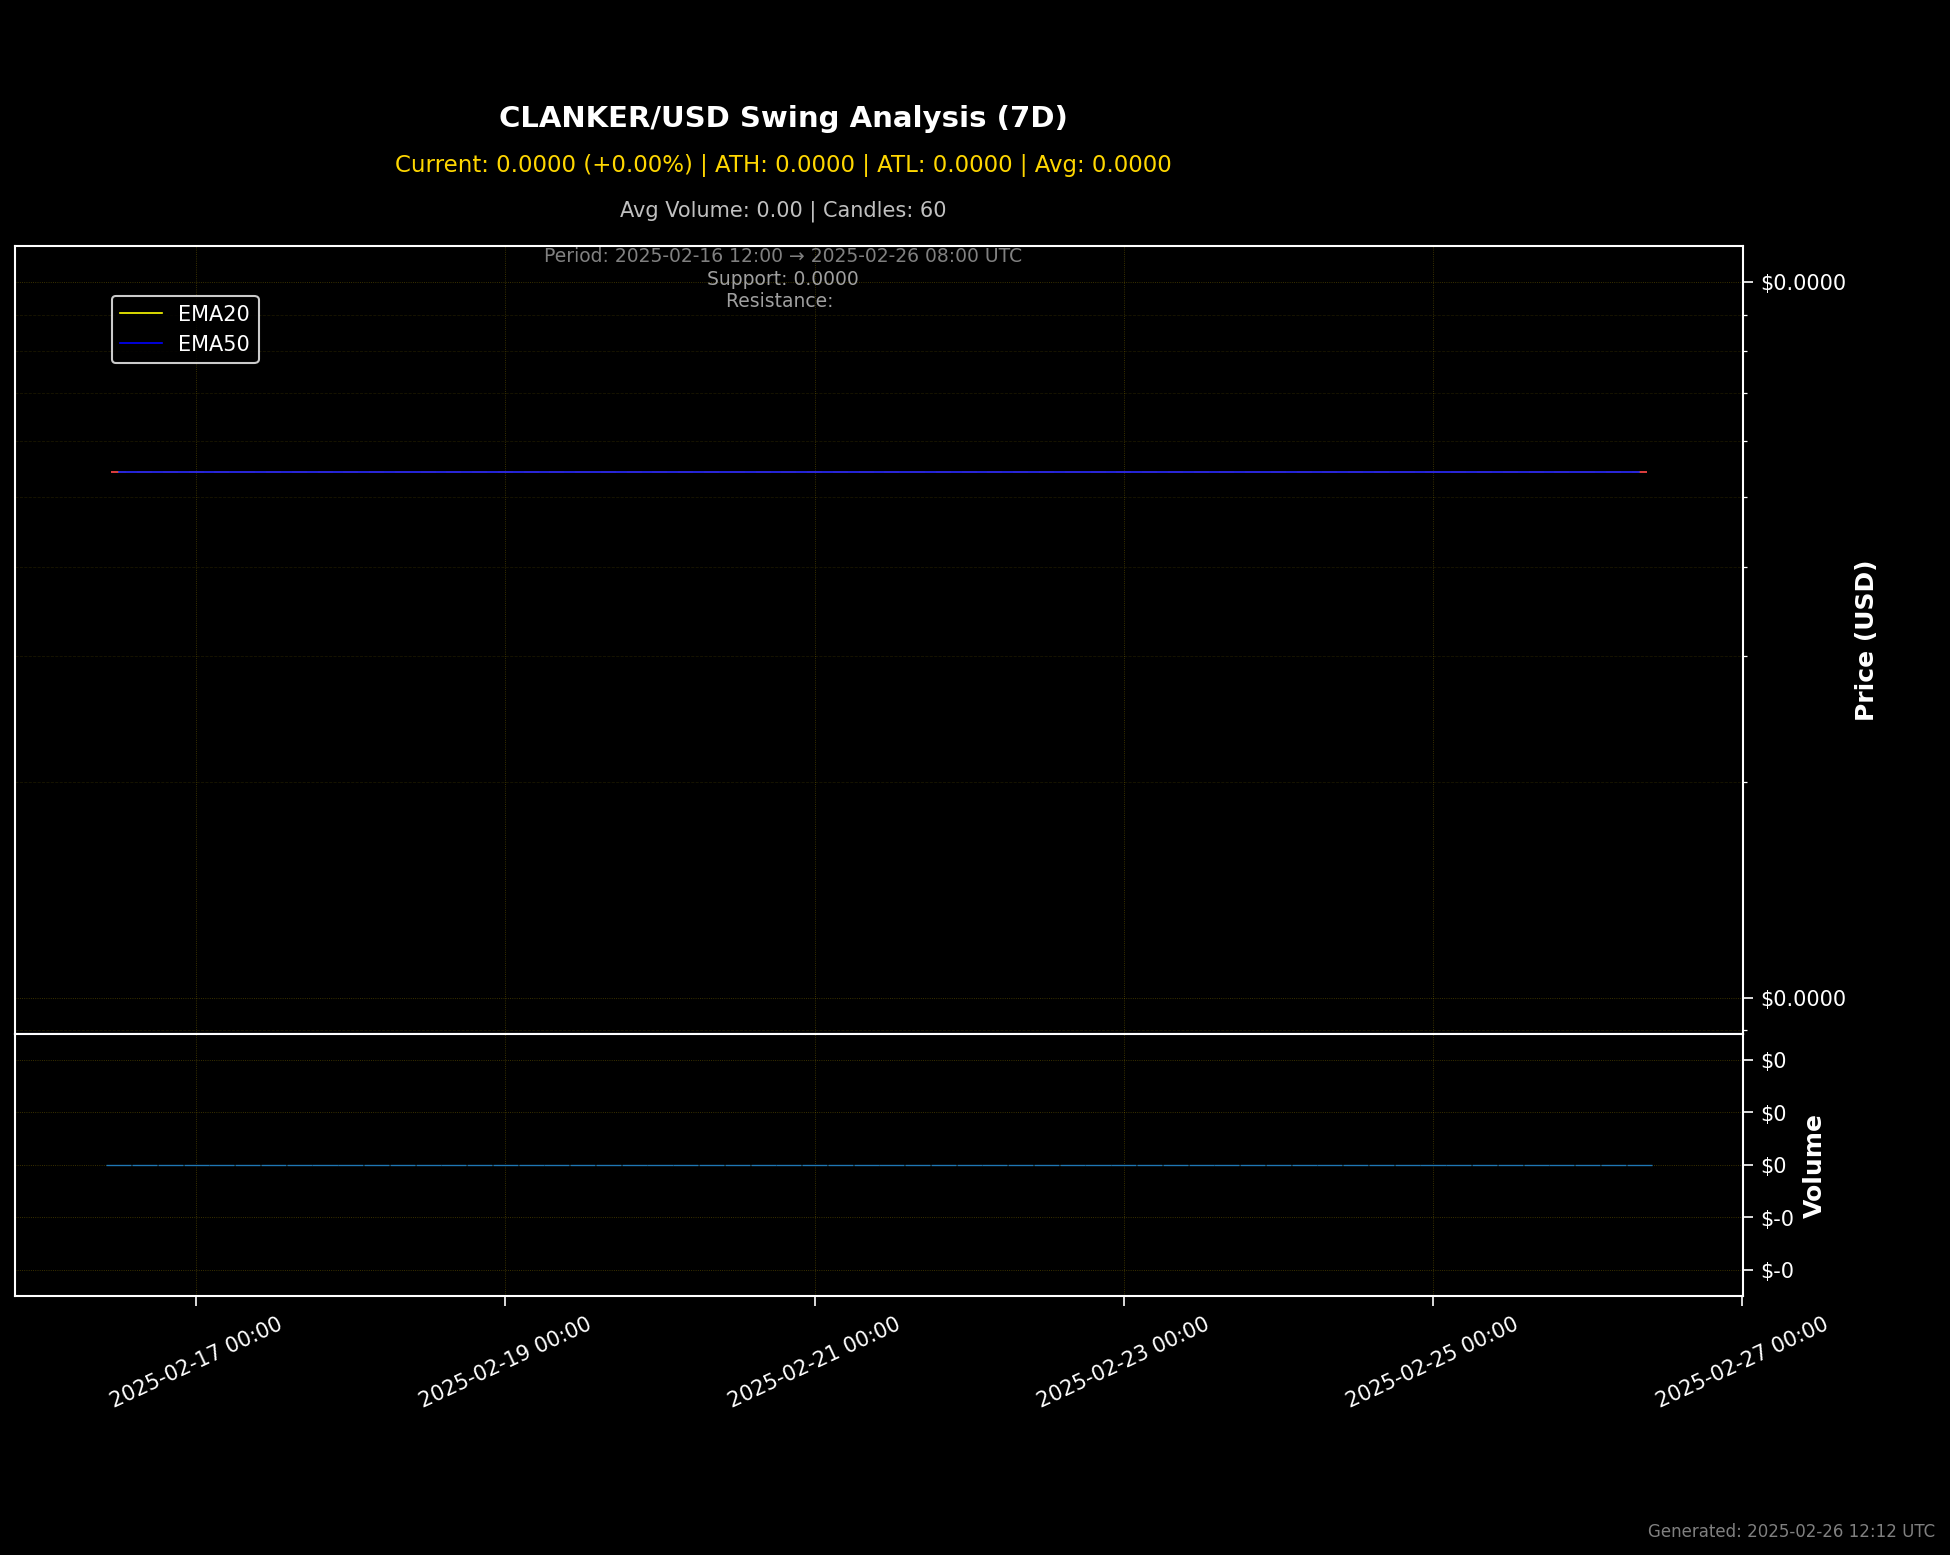 CLANKER/USD Swing Analysis (7D)
Current: 0.0000 (+0.00%) | ATH: 0.0000 | ATL: 0.0000 | Avg: 0.0000
Avg Volume: 0.00 | Candles: 60
Period: 2025-02-16 12:00 → 2025-02-26 08:00 UTC
Support: 0.0000
Resistance:
EMA20
EMA50
$0.0000
$0.0000
Price (USD)
$0
$0
$0
$-0
$-0
Volume
2025-02-17 00:00
2025-02-19 00:00
2025-02-21 00:00
2025-02-23 00:00
2025-02-25 00:00
2025-02-27 00:00
Generated: 2025-02-26 12:12 UTC